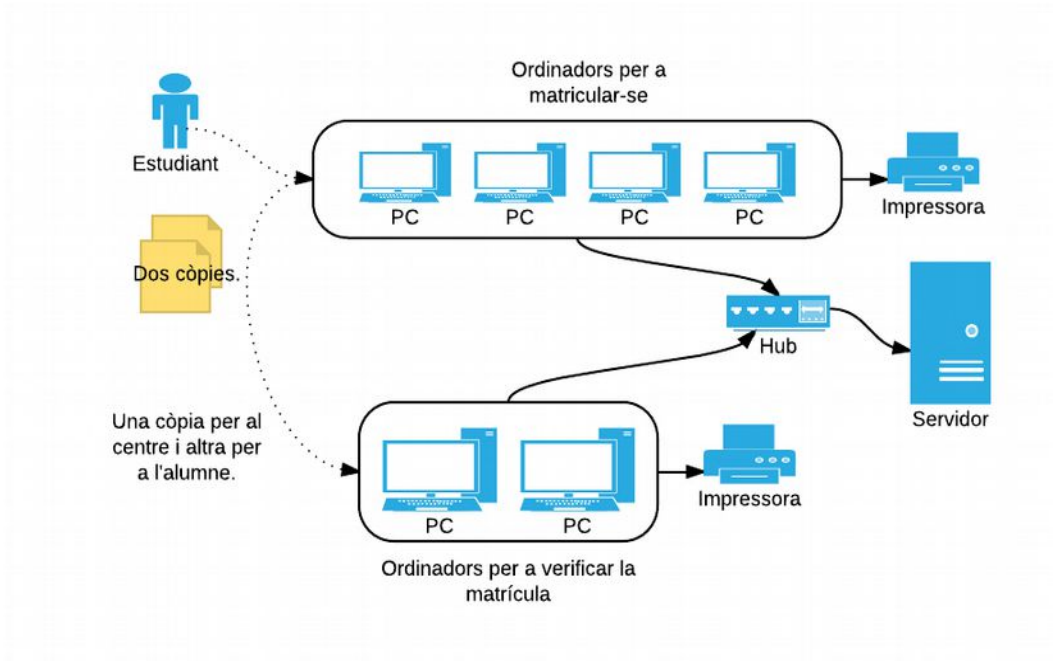 Ordinadors per a
matricular-se
Estudiant
PC
PC
PC
PC
Impressora
Dos còpies.
Hub
Servidor
Una còpia per al
centre i altra per
a l'alumne.
PC
PC
Impressora
Ordinadors per a verificar la
matrícula